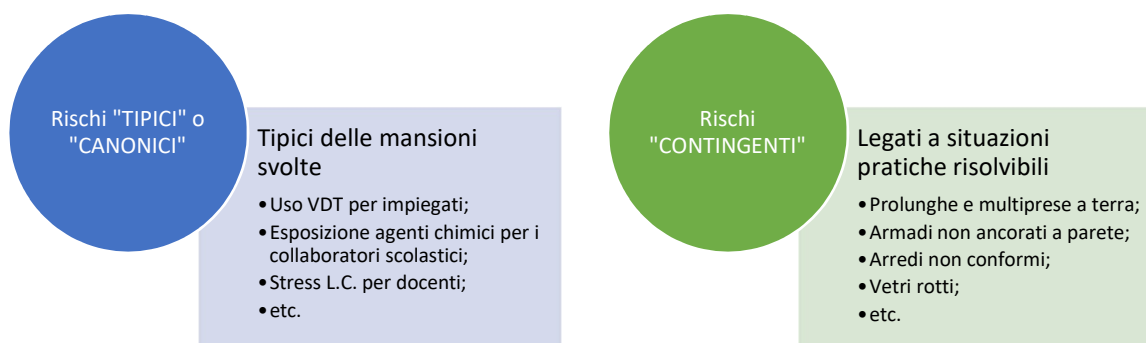 Rischi "TIPICI" o
"CANONICI"
Tipici delle mansioni
svolte
•Uso VDT per impiegati;
•Esposizione agenti chimici per i
collaboratori scolastici;
•Stress L.C. per docenti;
•etc.
Rischi
"CONTINGENTI"
Legati a situazioni
pratiche risolvibili
•Prolunghe e multiprese a terra;
•Armadi non ancorati a parete;
•Arredi non conformi;
•Vetri rotti;
•etc.